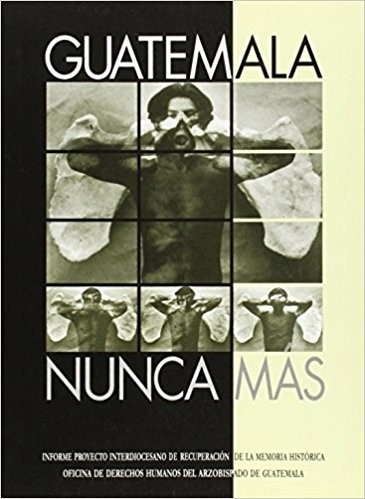 GUATEMALA
NUNCA MAS
INFORME PROYECTO INTERDIOCESANO DE RECUPERACIÓN DE LA MEMORIA HISTÓRICA
OFICINA DE DERECHOS HUMANOS DEL ARZOBISPADO DE GUATEMALA